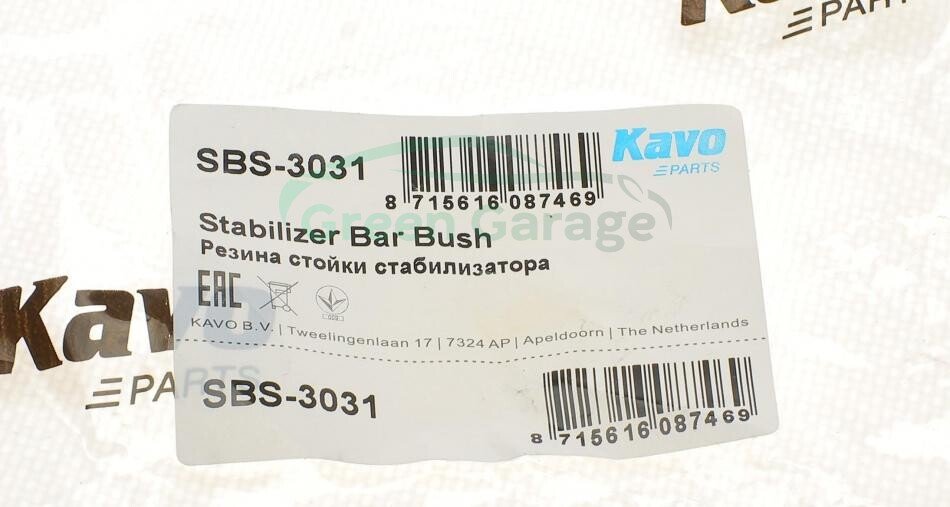 PARTS
SBS-3031
8 715616 087469
Kavo
PARTS
Green Garage
Stabilizer Bar Bush
Резина стойки стабилизатора
EAC
KAVO B.V. | Tweelingenlaan 17 | 7324 AP | Apeldoorn | The Netherlands
Kavo
PARTS
SBS-3031
8 715616 087469